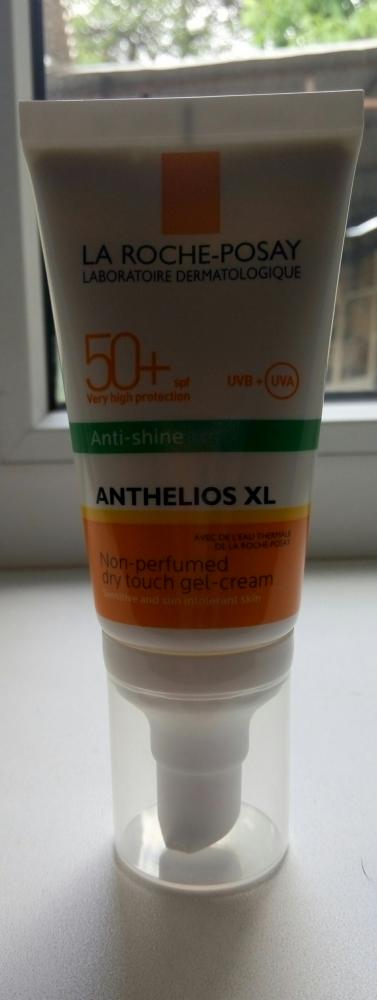 LA ROCHE-POSAY
LABORATOIRE DERMATOLOGIQUE
50+ spf
Very high protection
UVB + UVA
Anti-shine
ANTHELIOS XL
AVEC DE L'EAU THERMALE
DE LA ROCHE-POSAY
Non-perfumed
dry touch gel-cream
Sensitive and sun intolerant skin